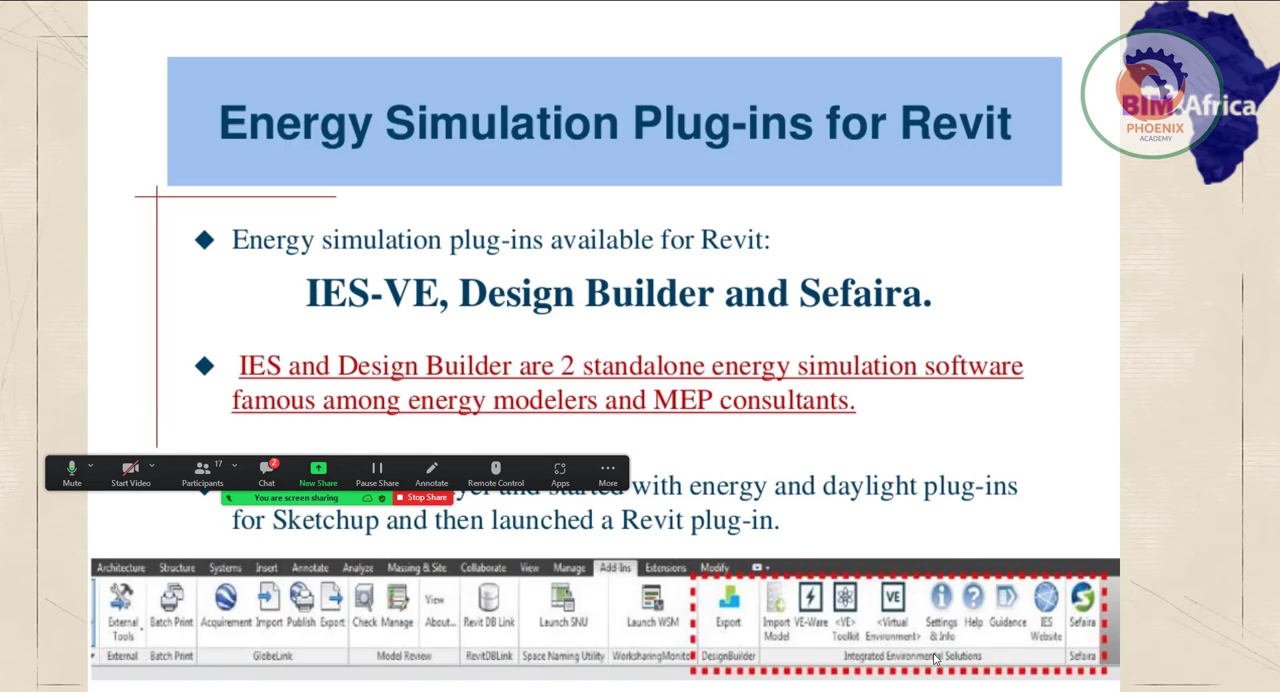 Energy Simulation Plug-ins for Revit
BIM Africa
PHOENIX
ACADEMY
Energy simulation plug-ins available for Revit:
IES-VE, Design Builder and Sefaira.
IES and Design Builder are 2 standalone energy simulation software
famous among energy modelers and MEP consultants.
17
2
Mute Start Video Participants Chat New Share Pause Share Annotate Remote Control Apps More
You are screen sharing Stop Share
and started with energy and daylight plug-ins
for Sketchup and then launched a Revit plug-in.
Architecture Structure Systems Insert Annotate Analyze Massing & Site Collaborate View Manage Add-Ins Extensions Modify
External Tools Batch Print Acquirement Import Publish Export Check Manage View About... Revit DB Link Launch SNU Launch WSM Export Import Model VE-Ware <VE> Toolkit VE <Virtual Environment> Settings & Info Help Guidance IES Website Sefaira
External Batch Print GlobeLink Model Review RevitDBLink Space Naming Utility WorksharingMonitor DesignBuilder Integrated Environmental Solutions Sefaira